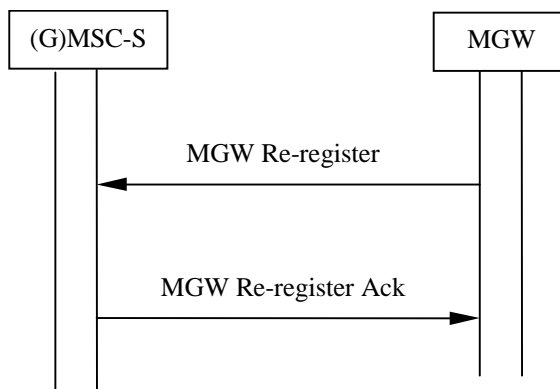 (G)MSC-S
MGW
MGW Re-register
MGW Re-register Ack